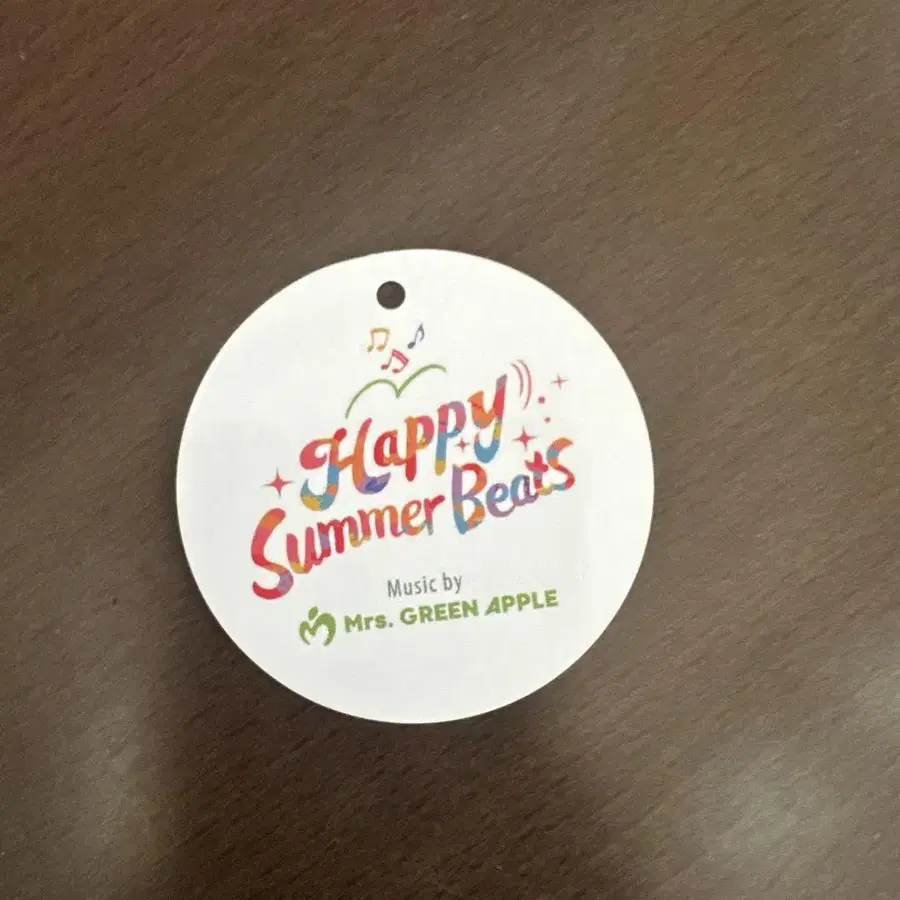 Happy
Summer Beats
Music by
Mrs. GREEN APPLE